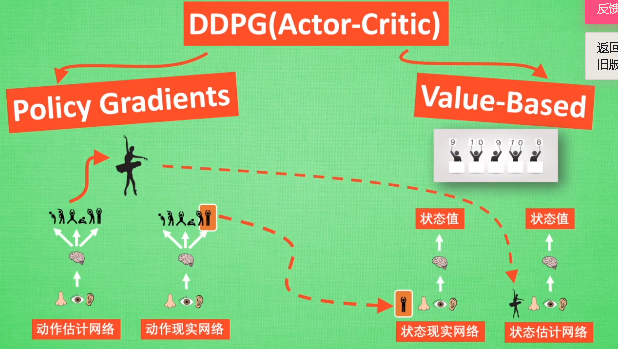 DDPG(Actor-Critic)
反馈
返回
旧版
Policy Gradients
Value-Based
9 10 9 10 8
状态值
状态值
动作估计网络
动作现实网络
状态现实网络
状态估计网络